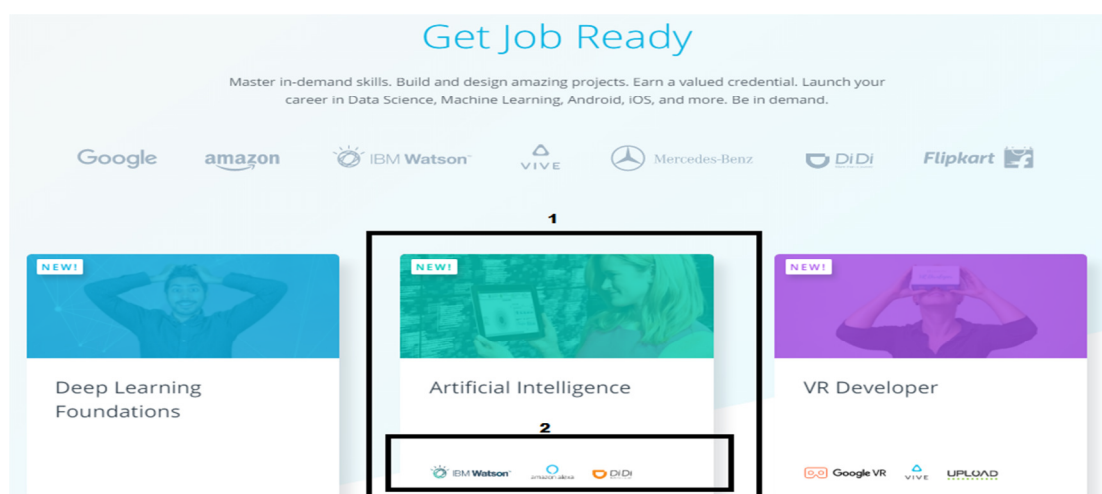 Get Job Ready
Master in-demand skills. Build and design amazing projects. Earn a valued credential. Launch your
career in Data Science, Machine Learning, Android, iOS, and more. Be in demand.
Google amazon IBM Watson VIVE Mercedes-Benz DiDi Flipkart
1
NEW! NEW! NEW!
Deep Learning
Foundations
Artificial Intelligence
VR Developer
2
IBM Watson amazon alexa DiDi
Google VR VIVE UPLOAD